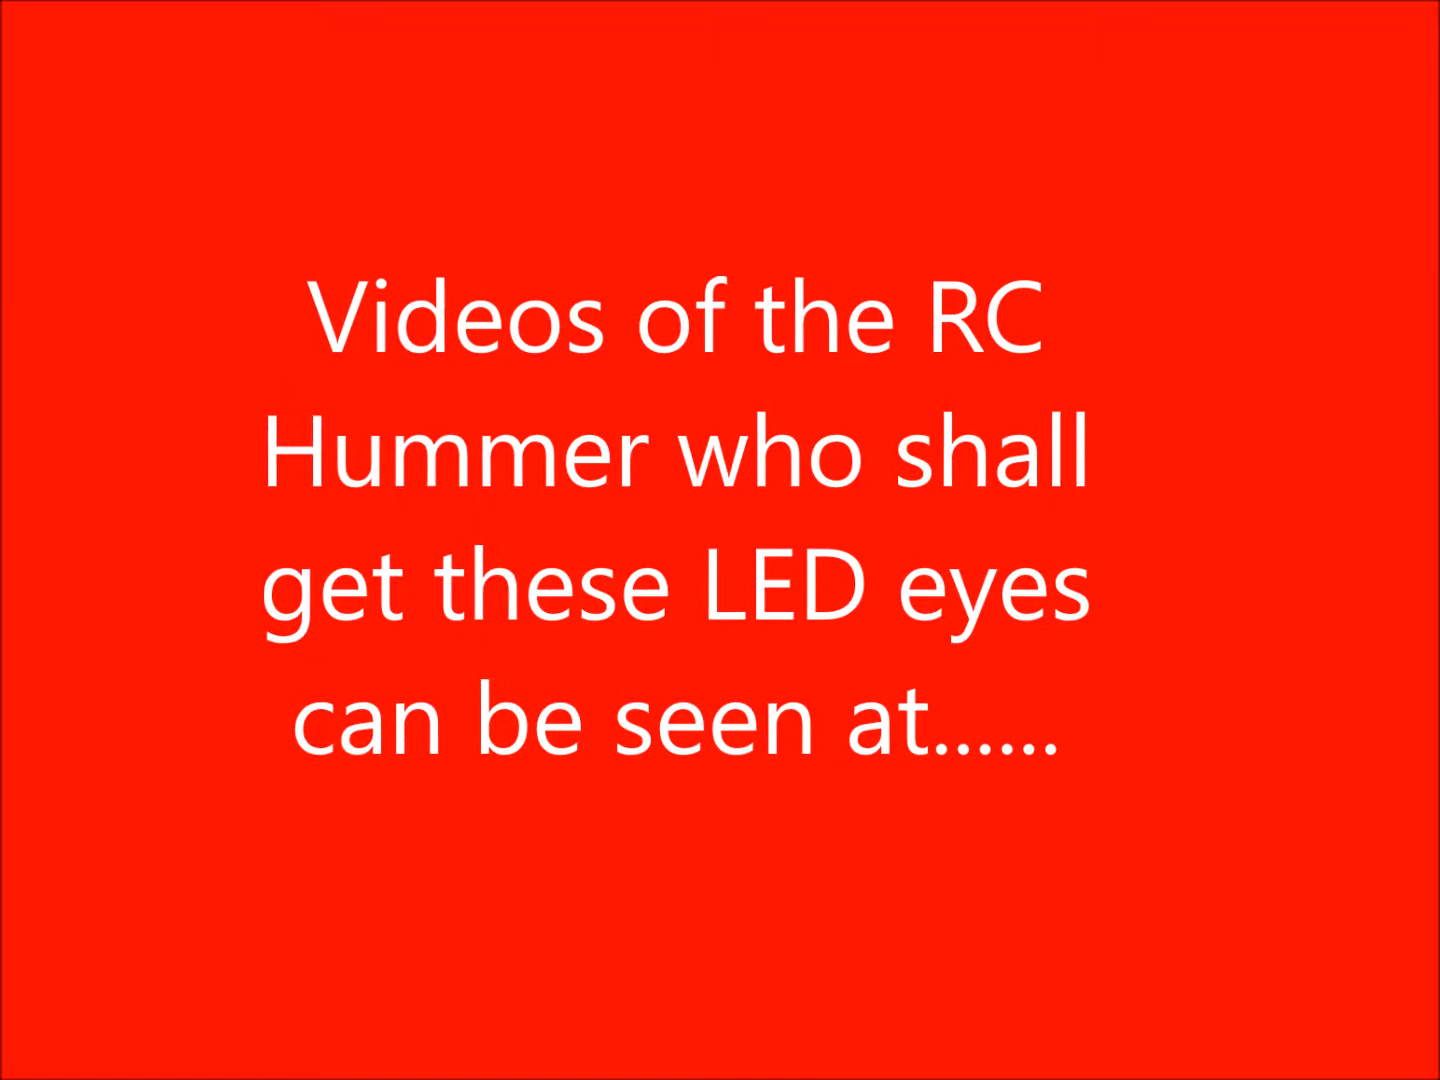 Videos of the RC
Hummer who shall
get these LED eyes
can be seen at......